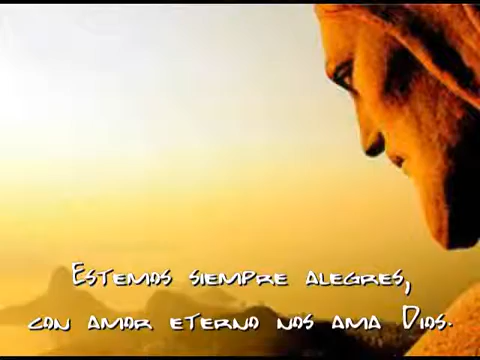 Estemos siempre alegres,
con amor eterno nos ama Dios.